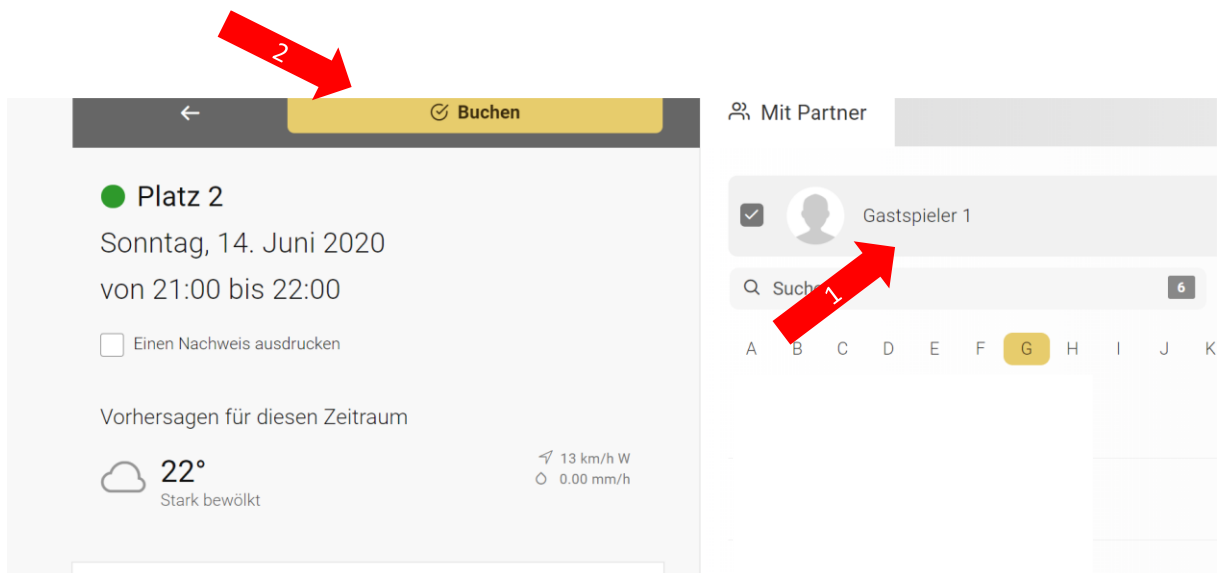 2
Buchen
Mit Partner
Platz 2
Sonntag, 14. Juni 2020
von 21:00 bis 22:00
Einen Nachweis ausdrucken
Vorhersagen für diesen Zeitraum
22°
Stark bewölkt
13 km/h W
0.00 mm/h
Gastspieler 1
1
6
A B C D E F G H I J K